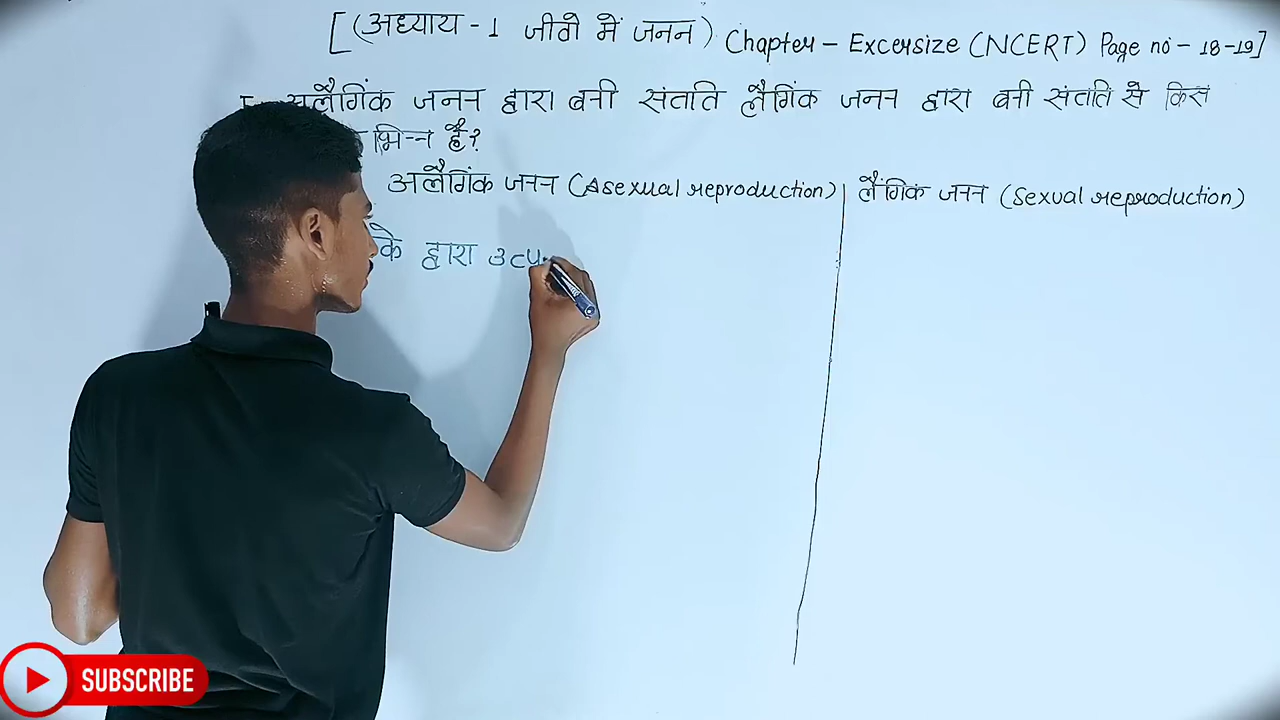 [(अध्याय - 1 जीवो में जनन) Chapter - Excersize (NCERT) Page no - 18-19]
अलैगिंक जनन द्वारा बनी संतति लैगिंक जनन द्वारा बनी संतति से किस
भिन्न है?
अलैगिंक जनन (Asexual reproduction) लैंगिक जनन (Sexual reproduction)
के द्वारा
SUBSCRIBE